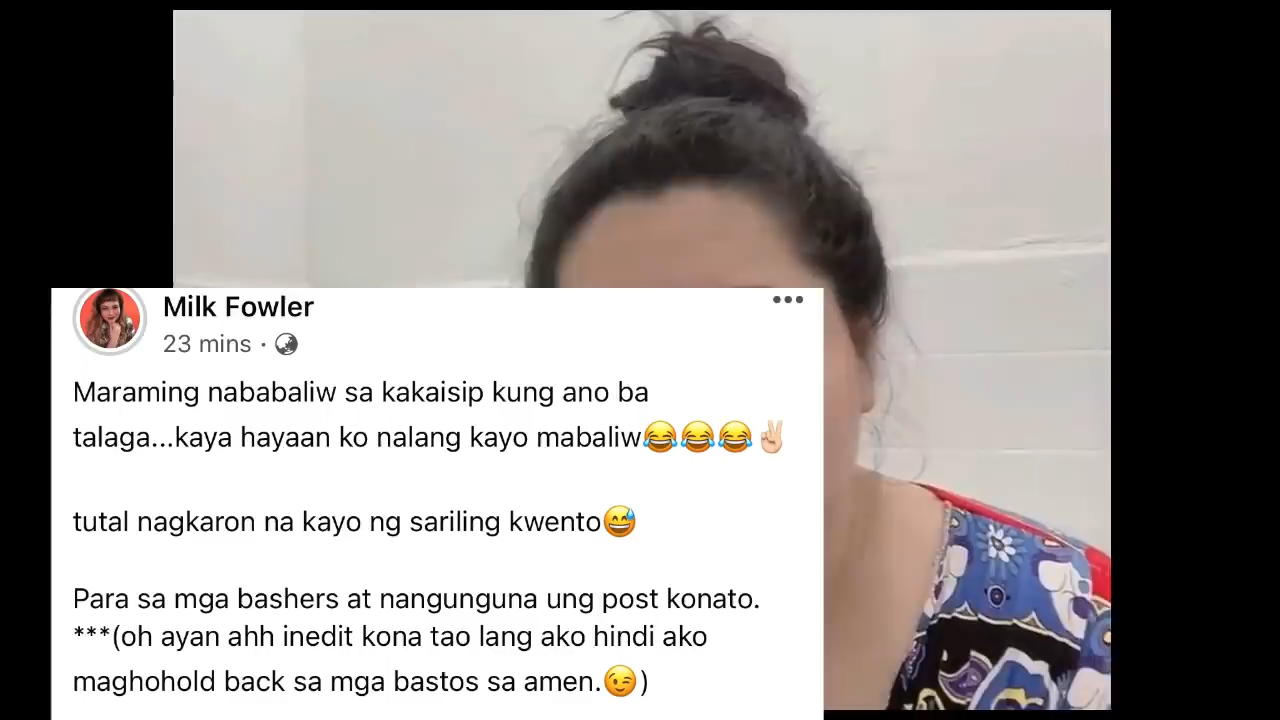 Milk Fowler
23 mins ·
Maraming nababaliw sa kakaisip kung ano ba
talaga...kaya hayaan ko nalang kayo mabaliw😂😂😂✌🏻
tutal nagkaron na kayo ng sariling kwento😅
Para sa mga bashers at nangunguna ung post konato.
***(oh ayan ahh inedit kona tao lang ako hindi ako
maghohold back sa mga bastos sa amen.😉)